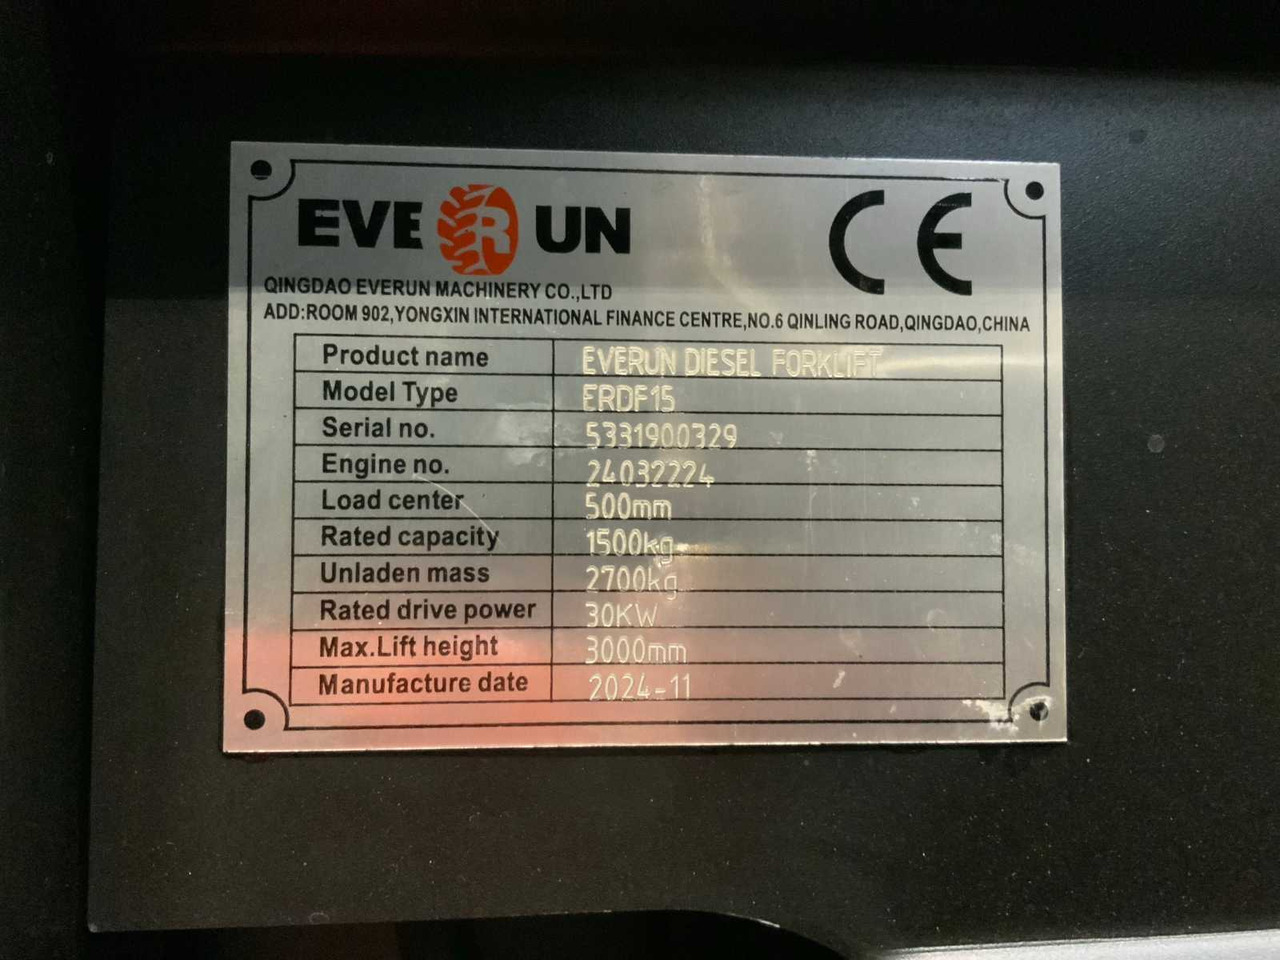 EVERUN
CE
QINGDAO EVERUN MACHINERY CO.,LTD
ADD:ROOM 902,YONGXIN INTERNATIONAL FINANCE CENTRE,NO.6 QINLING ROAD,QINGDAO,CHINA
Product name EVERUN DIESEL FORKLIFT
Model Type ERDF15
Serial no. 5331900329
Engine no. 24032224
Load center 500mm
Rated capacity 1500kg
Unladen mass 2700kg
Rated drive power 30KW
Max.Lift height 3000mm
Manufacture date 2024-11